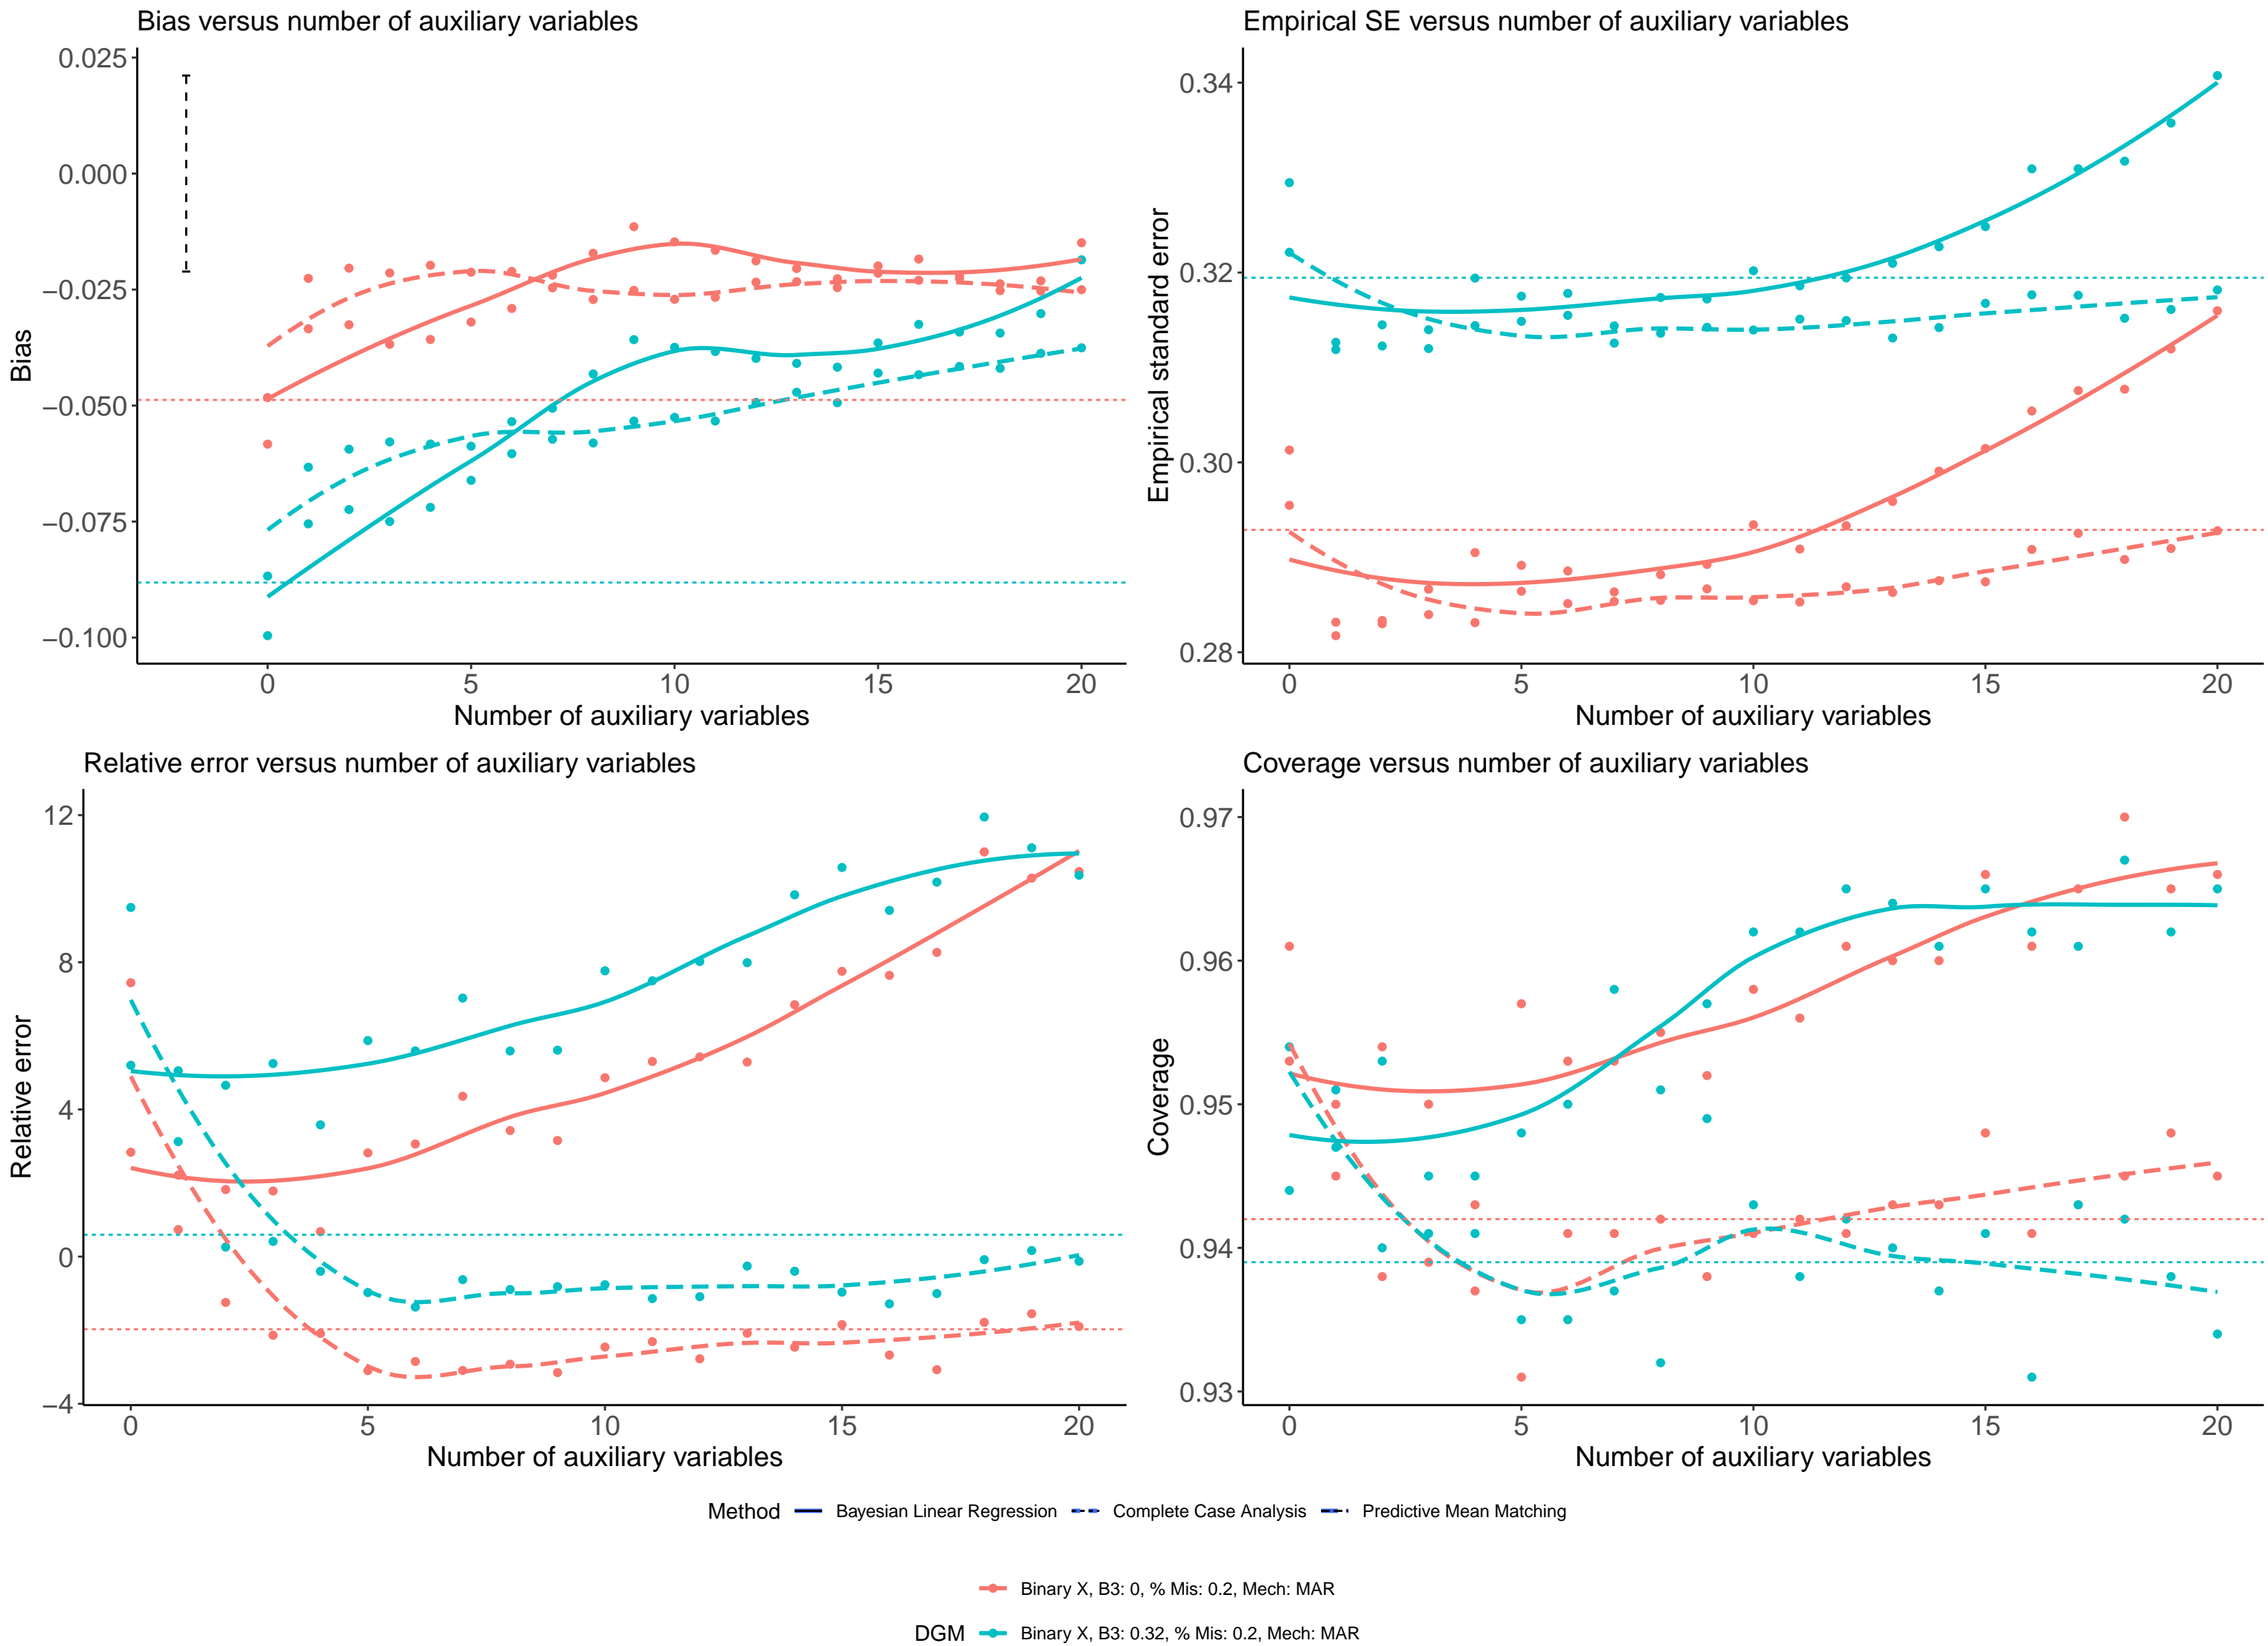 Bias versus number of auxiliary variables
0.025
0.000
−0.025
−0.050
−0.075
−0.100
Bias
0 5 10 15 20
Number of auxiliary variables
Empirical SE versus number of auxiliary variables
0.34
0.32
0.30
0.28
Empirical standard error
0 5 10 15 20
Number of auxiliary variables
Relative error versus number of auxiliary variables
12
8
4
0
−4
Relative error
0 5 10 15 20
Number of auxiliary variables
Coverage versus number of auxiliary variables
0.97
0.96
0.95
0.94
0.93
Coverage
0 5 10 15 20
Number of auxiliary variables
Method Bayesian Linear Regression Complete Case Analysis Predictive Mean Matching
Binary X, B3: 0, % Mis: 0.2, Mech: MAR
DGM Binary X, B3: 0.32, % Mis: 0.2, Mech: MAR